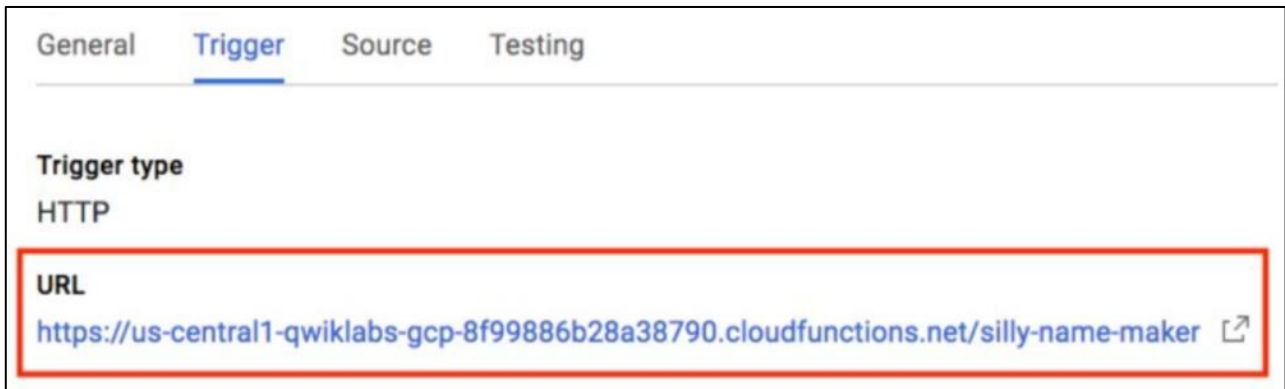 General Trigger Source Testing
Trigger type
HTTP
URL
https://us-central1-qwiklabs-gcp-8f99886b28a38790.cloudfunctions.net/silly-name-maker